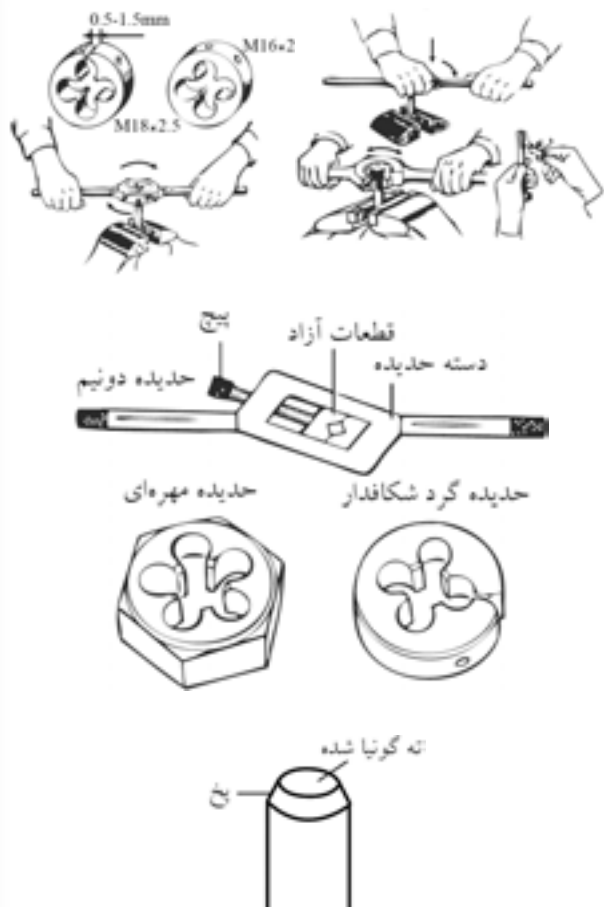 0.5-1.5mm
M16*2
M18*2.5
پیچ
قطعات آزاد
دسته حدیده
حدیده دونیم
حدیده مهره‌ای
حدیده گرد شکافدار
ته گونیا شده
پخ